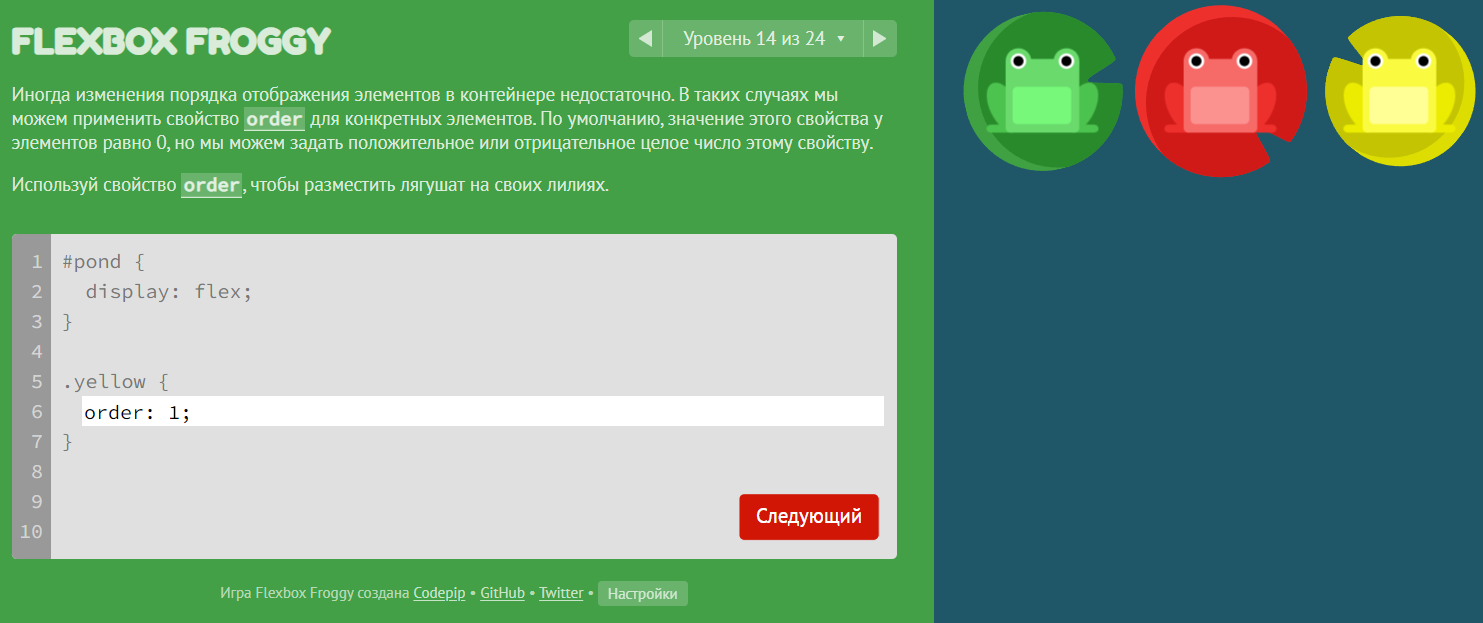 FLEXBOX FROGGY
◀ Уровень 14 из 24 ▾ ▶
Иногда изменения порядка отображения элементов в контейнере недостаточно. В таких случаях мы
можем применить свойство order для конкретных элементов. По умолчанию, значение этого свойства у
элементов равно 0, но мы можем задать положительное или отрицательное целое число этому свойству.
Используй свойство order, чтобы разместить лягушат на своих лилиях.
1 #pond {
2   display: flex;
3 }
4
5 .yellow {
6   order: 1;
7 }
8
9
10
Следующий
Игра Flexbox Froggy создана Codepip • GitHub • Twitter • Настройки